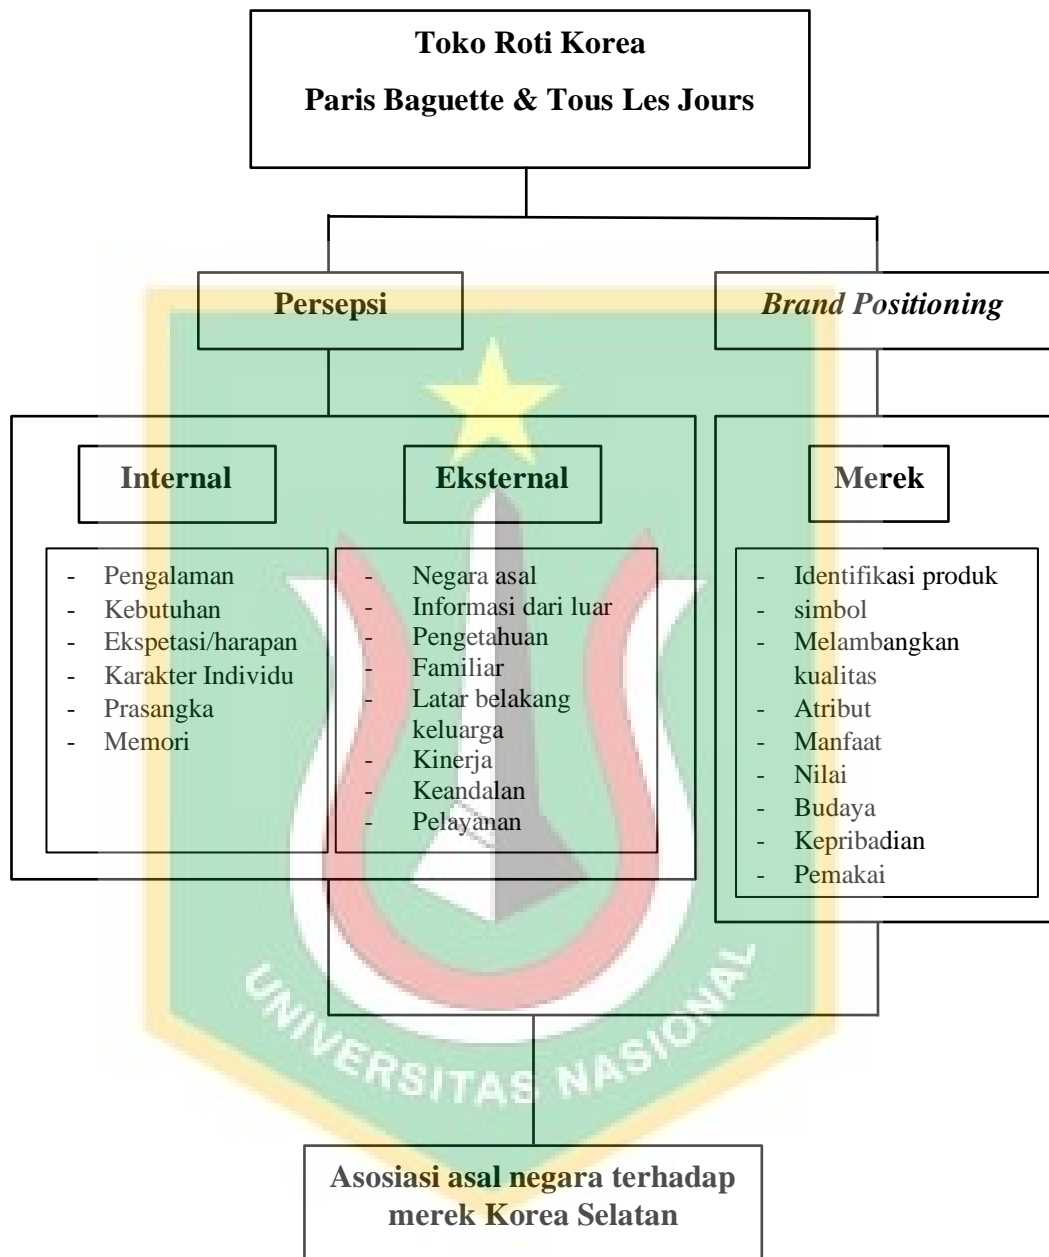 Toko Roti Korea
Paris Baguette & Tous Les Jours
Persepsi
Brand Positioning
Internal
- Pengalaman
- Kebutuhan
- Ekspetasi/harapan
- Karakter Individu
- Prasangka
- Memori
Eksternal
- Negara asal
- Informasi dari luar
- Pengetahuan
- Familiar
- Latar belakang
keluarga
- Kinerja
- Keandalan
- Pelayanan
Merek
- Identifikasi produk
- simbol
- Melambangkan
kualitas
- Atribut
- Manfaat
- Nilai
- Budaya
- Kepribadian
- Pemakai
UNIVERSITAS NASIONAL
Asosiasi asal negara terhadap
merek Korea Selatan